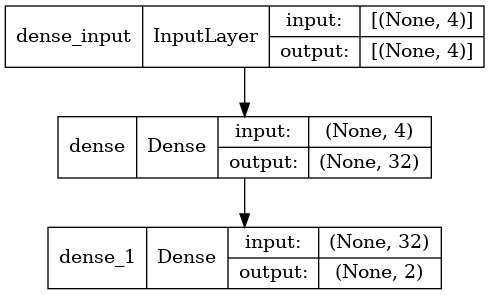 dense_input InputLayer input: [(None, 4)]
output: [(None, 4)]
dense Dense input: (None, 4)
output: (None, 32)
dense_1 Dense input: (None, 32)
output: (None, 2)